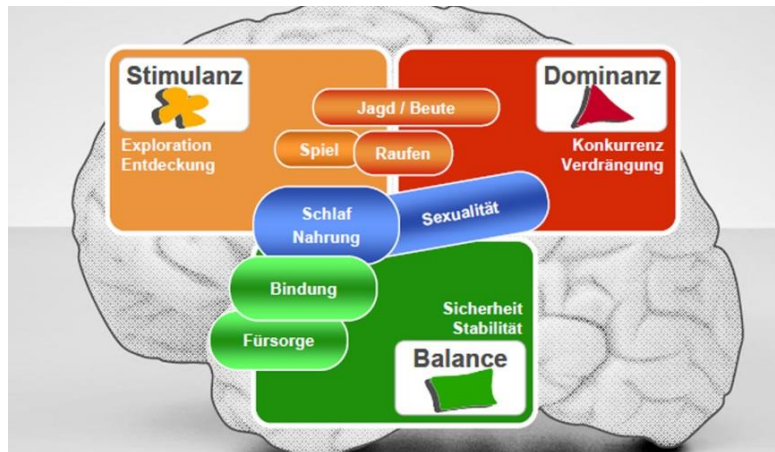 Stimulanz
Exploration
Entdeckung
Dominanz
Konkurrenz
Verdrängung
Jagd / Beute
Spiel
Raufen
Schlaf
Nahrung
Sexualität
Bindung
Fürsorge
Sicherheit
Stabilität
Balance